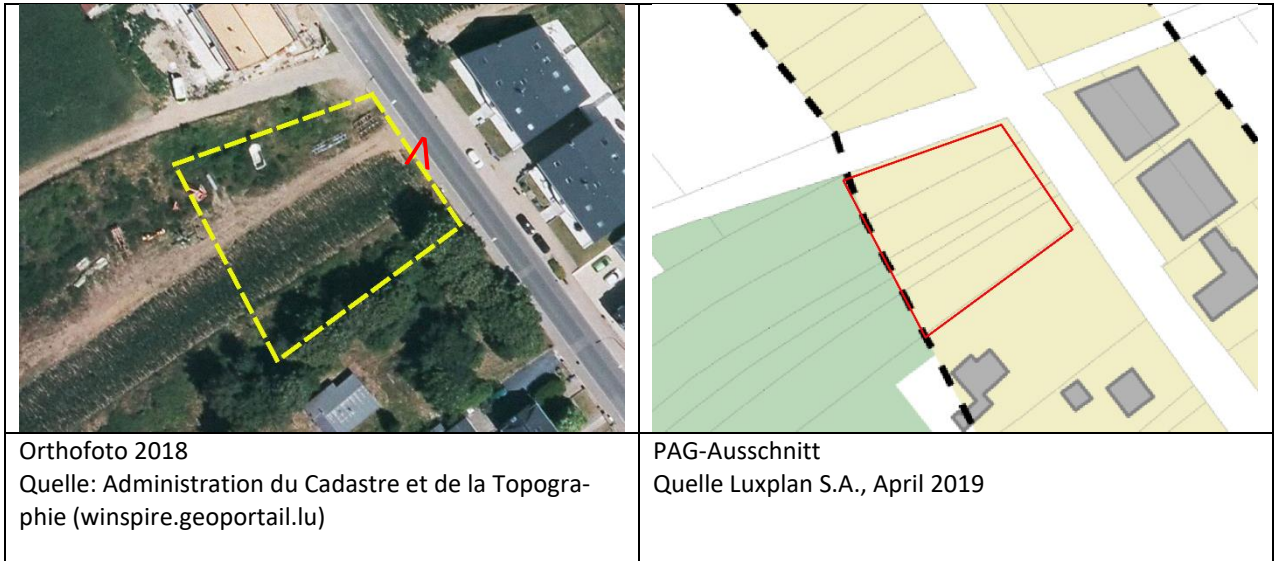 Orthofoto 2018
Quelle: Administration du Cadastre et de la Topogra-
phie (winspire.geoportail.lu)
PAG-Ausschnitt
Quelle Luxplan S.A., April 2019